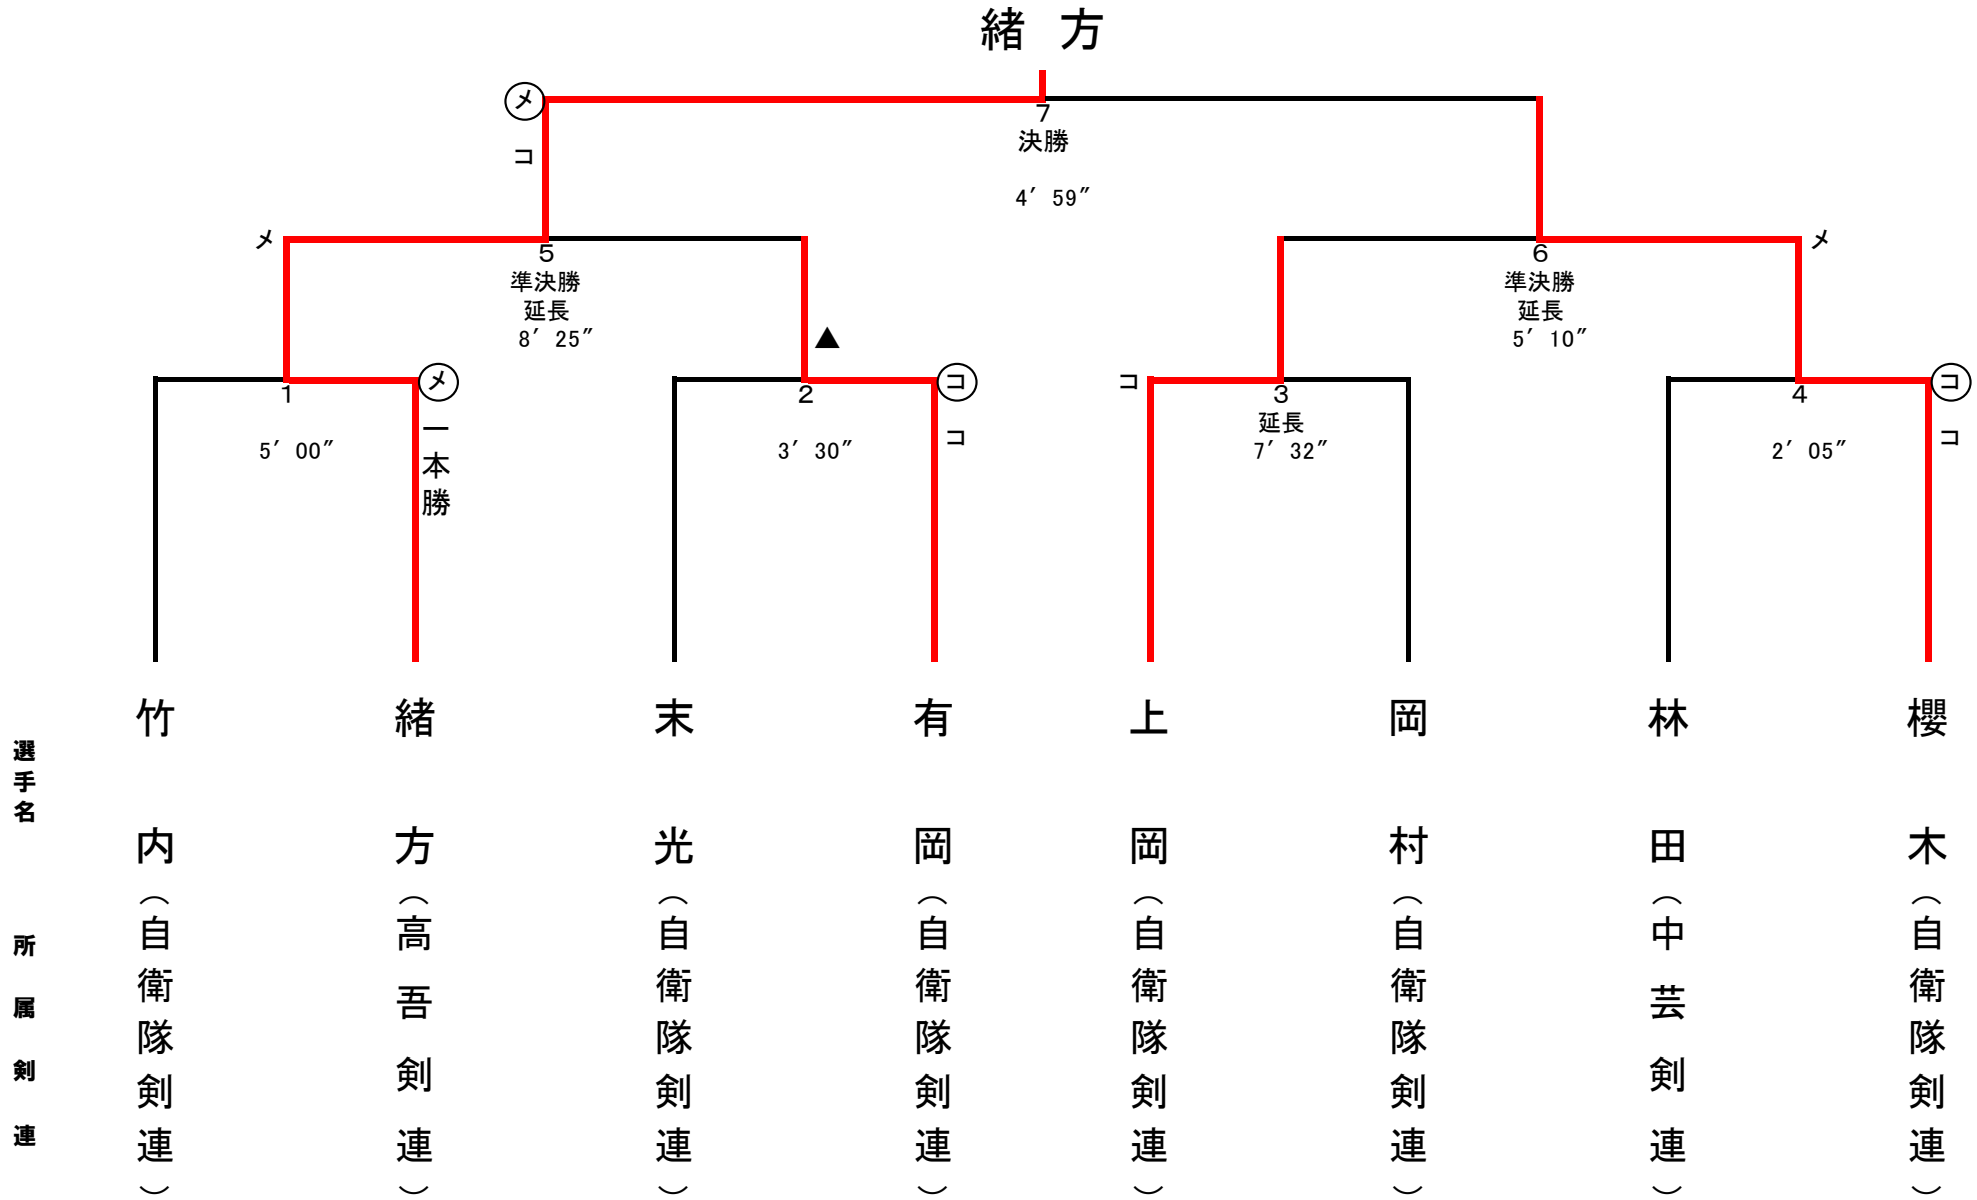 緒 方
メ
コ
7
決勝
4′ 59″
メ
5
準決勝
延長
8′ 25″
▲
6
準決勝
延長
5′ 10″
メ
1
5′ 00″
メ
一本勝
2
3′ 30″
コ
コ
コ
3
延長
7′ 32″
4
2′ 05″
コ
コ
選手名
所属剣連
竹内（自衛隊剣連）
緒方（高吾剣連）
末光（自衛隊剣連）
有岡（自衛隊剣連）
上岡（自衛隊剣連）
岡村（自衛隊剣連）
林田（中芸剣連）
櫻木（自衛隊剣連）